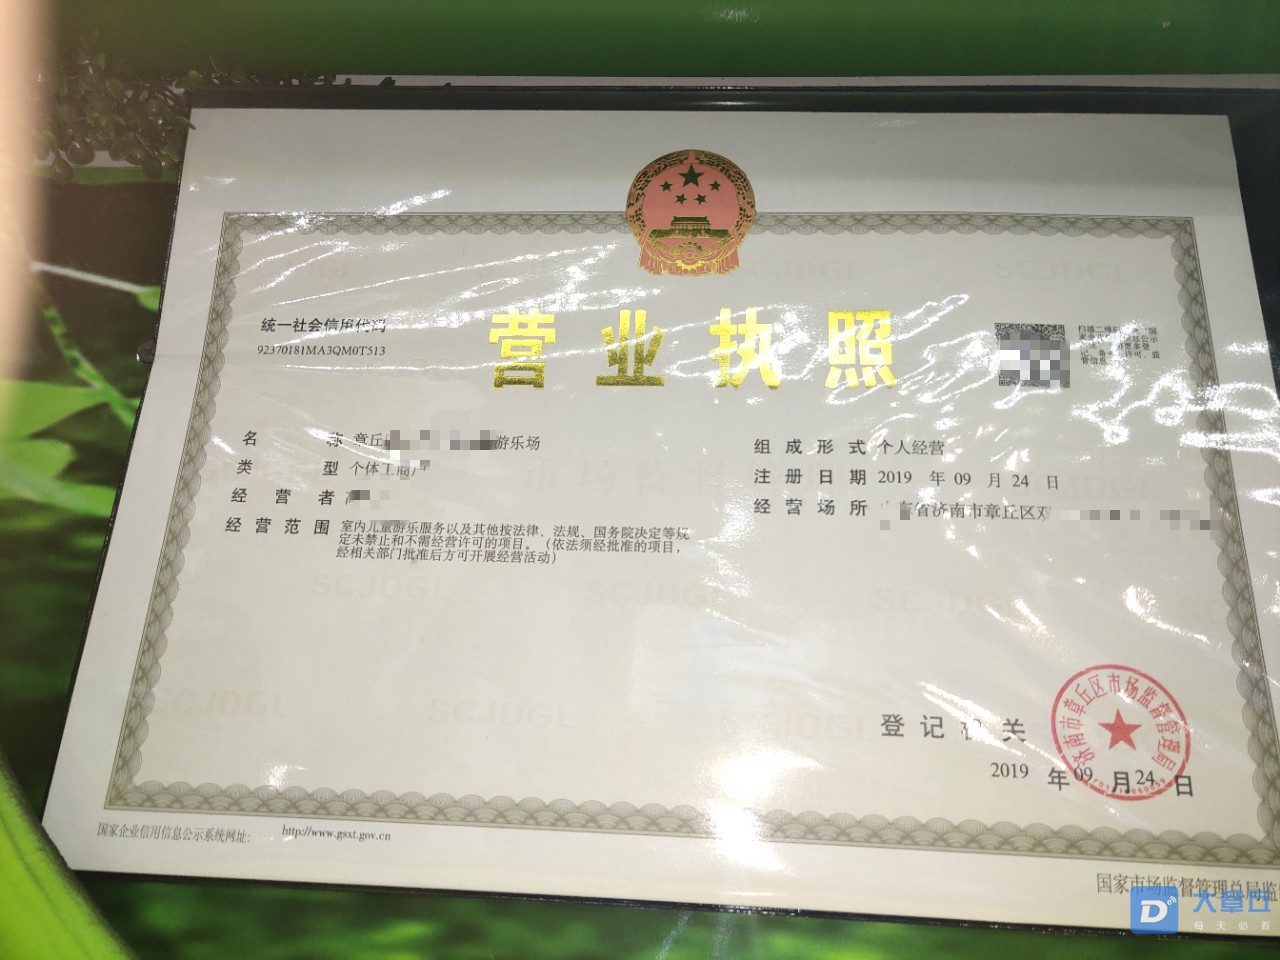 统一社会信用代码
92370181MA3QM0T513
营业执照
名称 章丘 游乐场
类型 个体工商户
经营者
经营范围 室内儿童游乐服务以及其他按法律、法规、国务院决定等规
定未禁止和不需经营许可的项目。（依法须经批准的项目，
经相关部门批准后方可开展经营活动）
组成形式 个人经营
注册日期 2019 年 09 月 24 日
经营场所 东省济南市章丘区双
登记机关
济南市章丘区市场监督管理局
2019 年 09 月 24 日
国家企业信用信息公示系统网址： http://www.gsxt.gov.cn
国家市场监督管理总局监
大章丘
每天必看